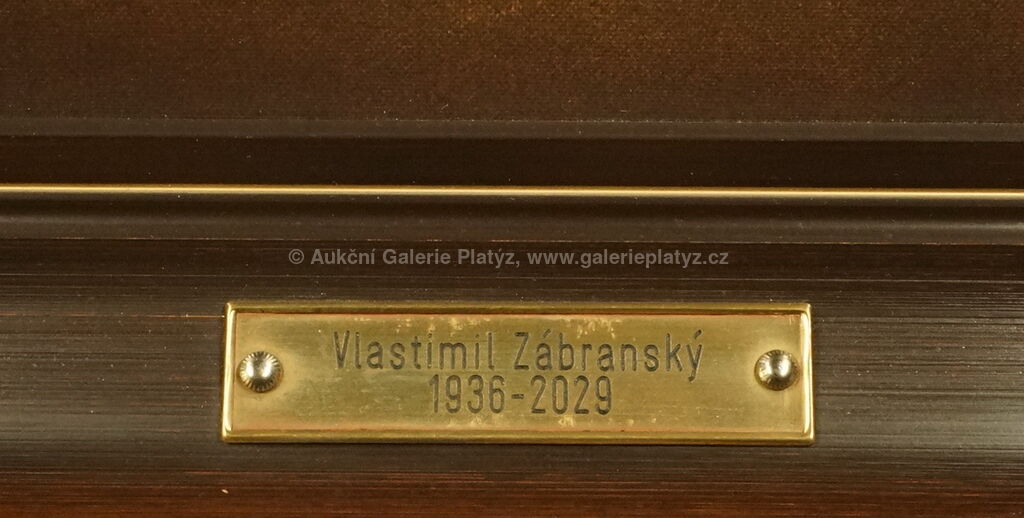 © Aukční Galerie Platýz, www.galerieplatyz.cz
Vlastimil Zábranský
1936-2029